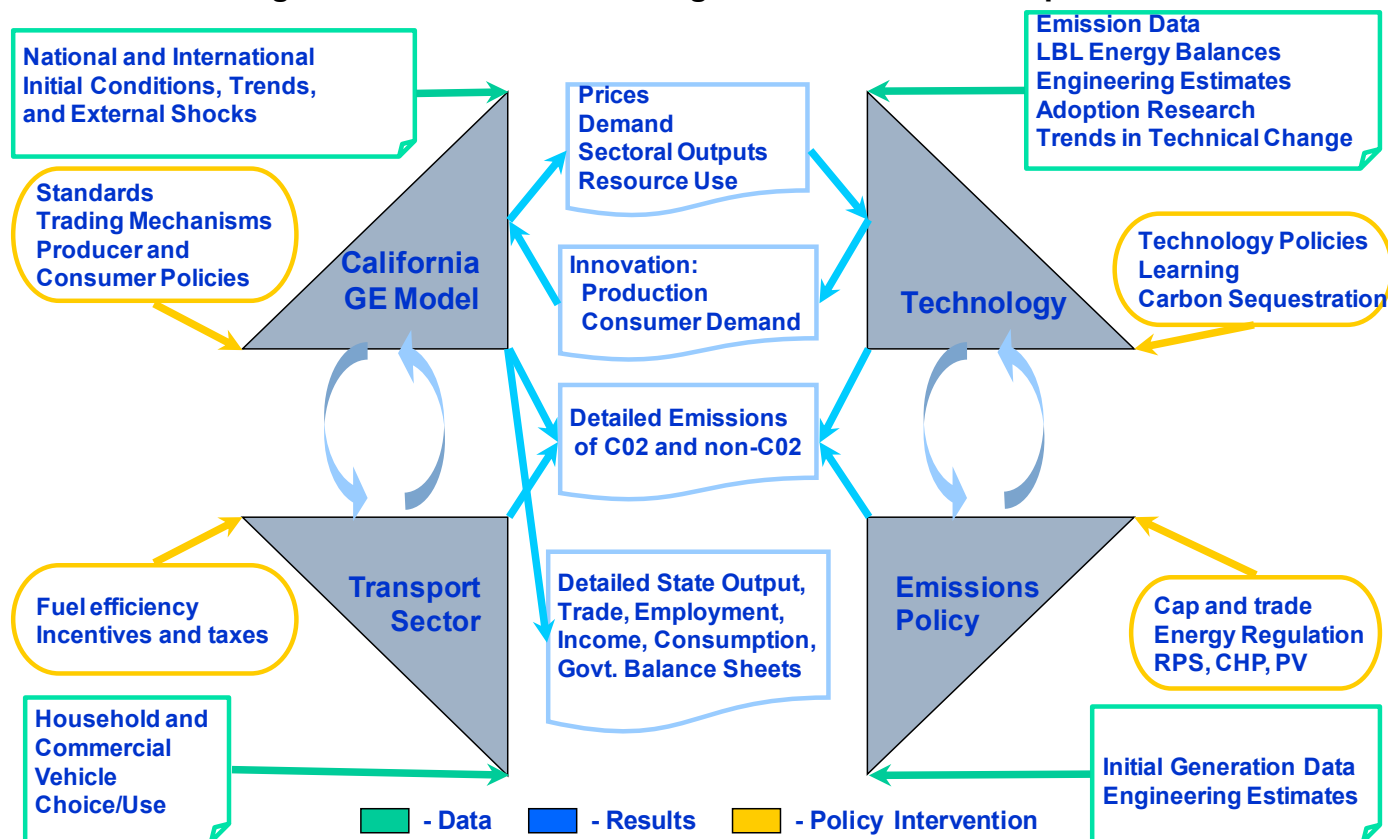 National and International
Initial Conditions, Trends,
and External Shocks
Standards
Trading Mechanisms
Producer and
Consumer Policies
California
GE Model
Prices
Demand
Sectoral Outputs
Resource Use
Innovation:
Production
Consumer Demand
Emission Data
LBL Energy Balances
Engineering Estimates
Adoption Research
Trends in Technical Change
Technology
Technology Policies
Learning
Carbon Sequestration
Detailed Emissions
of C02 and non-C02
Transport
Sector
Fuel efficiency
Incentives and taxes
Household and
Commercial
Vehicle
Choice/Use
Detailed State Output,
Trade, Employment,
Income, Consumption,
Govt. Balance Sheets
Emissions
Policy
Cap and trade
Energy Regulation
RPS, CHP, PV
Initial Generation Data
Engineering Estimates
- Data
- Results
- Policy Intervention